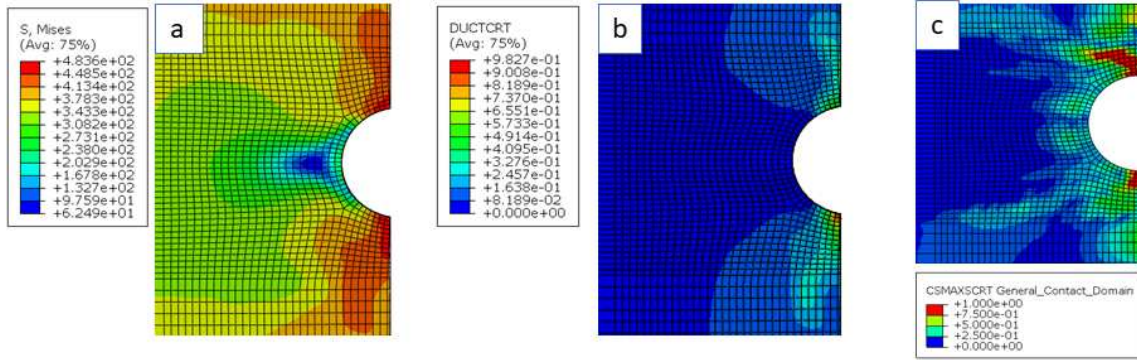 S, Mises
(Avg: 75%)
+4.836e+02
+4.485e+02
+4.134e+02
+3.783e+02
+3.433e+02
+3.082e+02
+2.731e+02
+2.380e+02
+2.029e+02
+1.678e+02
+1.327e+02
+9.759e+01
+6.249e+01
a
DUCTCRT
(Avg: 75%)
+9.827e-01
+9.008e-01
+8.189e-01
+7.370e-01
+6.551e-01
+5.733e-01
+4.914e-01
+4.095e-01
+3.276e-01
+2.457e-01
+1.638e-01
+8.189e-02
+0.000e+00
b
c
CSMAXSCRT General_Contact_Domain
+1.000e+00
+7.500e-01
+5.000e-01
+2.500e-01
+0.000e+00